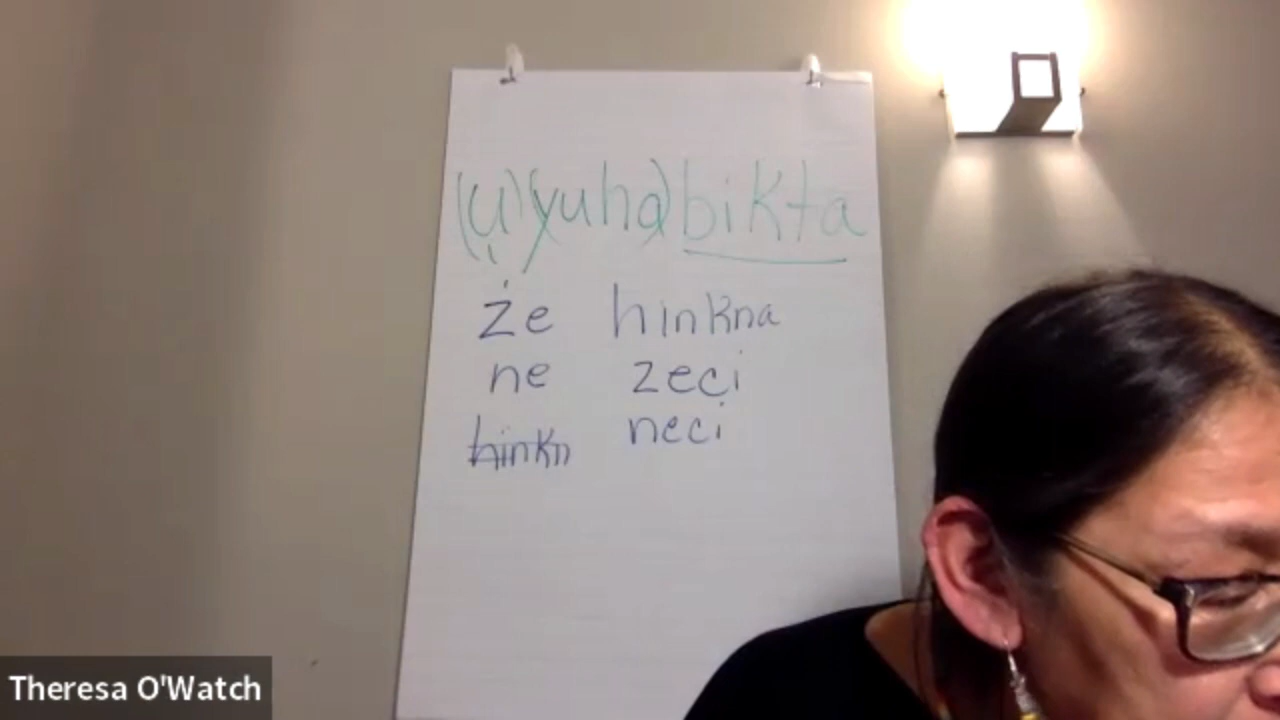 (ų)(yuha)bikta
że hinkna
ne zeci̩
hinkn neci
Theresa O'Watch